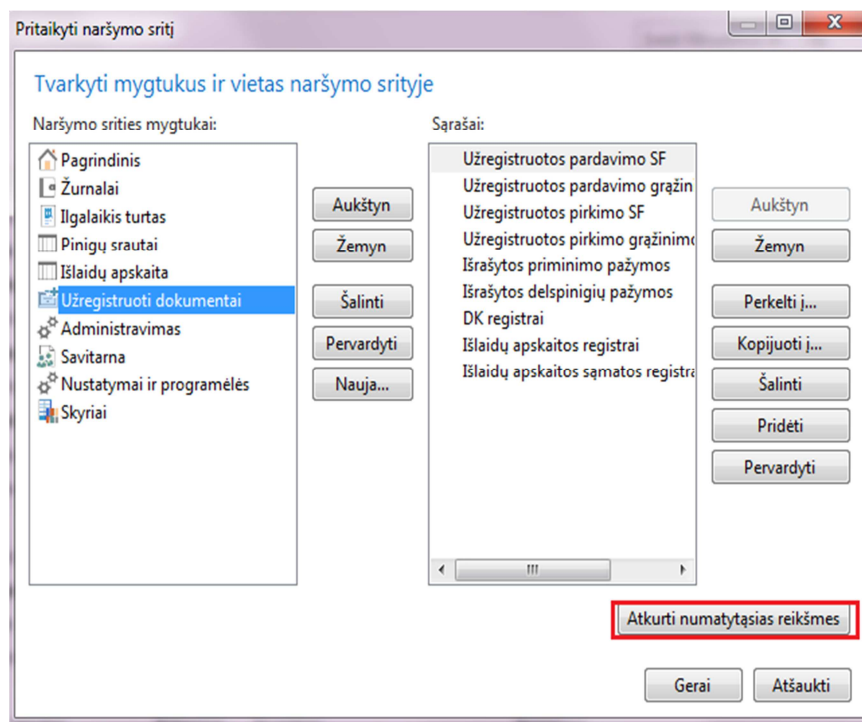 Pritaikyti naršymo sritį
Tvarkyti mygtukus ir vietas naršymo srityje
Naršymo srities mygtukai:
Pagrindinis
Žurnalai
Ilgalaikis turtas
Pinigų srautai
Išlaidų apskaita
Užregistruoti dokumentai
Administravimas
Savitarna
Nustatymai ir programėlės
Skyriai
Aukštyn
Žemyn
Šalinti
Pervardyti
Nauja...
Sąrašai:
Užregistruotos pardavimo SF
Užregistruotos pardavimo grąžin
Užregistruotos pirkimo SF
Užregistruotos pirkimo grąžinimo
Išrašytos priminimo pažymos
Išrašytos delspinigių pažymos
DK registrai
Išlaidų apskaitos registrai
Išlaidų apskaitos sąmatos registra
Aukštyn
Žemyn
Perkelti į...
Kopijuoti į...
Šalinti
Pridėti
Pervardyti
Atkurti numatytąsias reikšmes
Gerai
Atšaukti